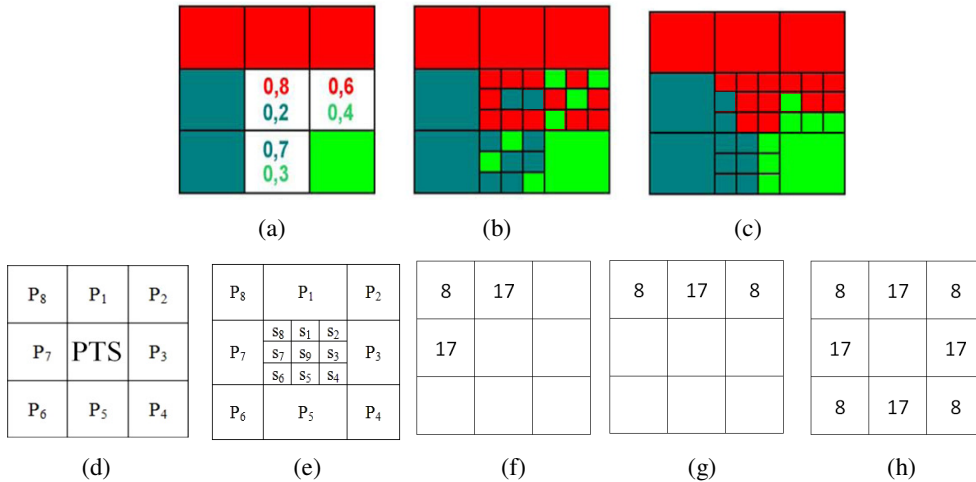 0,8 0,6
0,2 0,4
0,7
0,3
(a) (b) (c)
P₈ P₁ P₂
P₇ PTS P₃
P₆ P₅ P₄
(d)
P₈ P₁ P₂
s₈ s₁ s₂
P₇ s₇ s₉ s₃ P₃
s₆ s₅ s₄
P₆ P₅ P₄
(e)
8 17
17
(f)
8 17 8
(g)
8 17 8
17 17
8 17 8
(h)